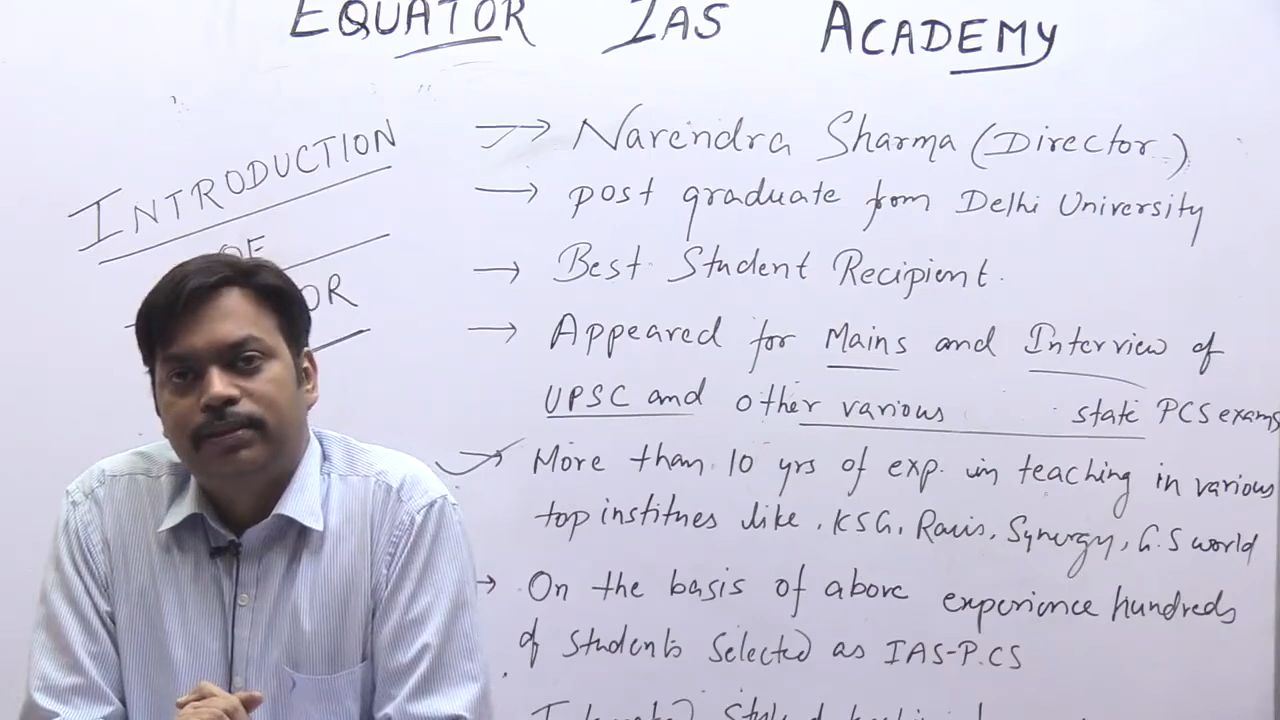 EQUATOR IAS ACADEMY
INTRODUCTION
OF
OR
→ Narendra Sharma (Director)
→ post graduate from Delhi University
→ Best Student Recipient.
→ Appeared for Mains and Interview of
UPSC and other various state PCS exams
→ More than 10 yrs of exp. in teaching in various
top institues like, KSG, Ravis, Synergy, G.S world
→ On the basis of above experience hundreds
of students selected as IAS-P.CS